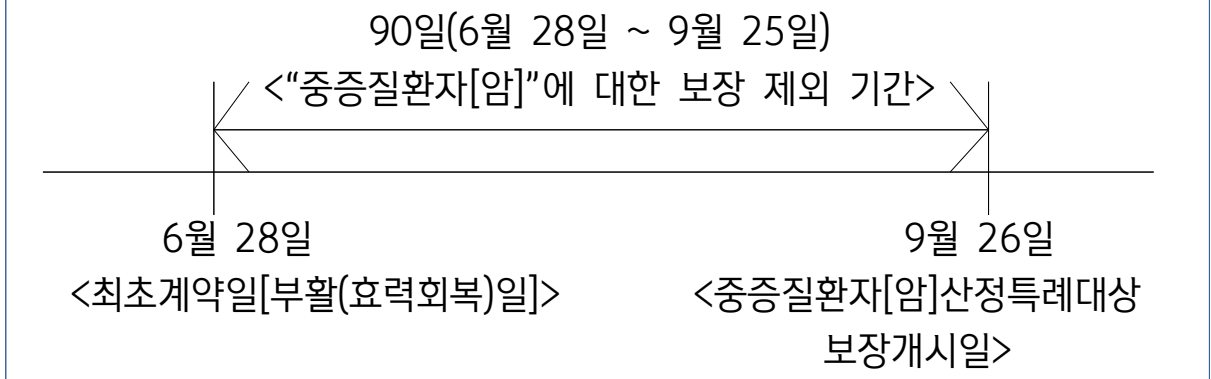 90일(6월 28일 ~ 9월 25일)
<“중증질환자[암]”에 대한 보장 제외 기간>
6월 28일
9월 26일
<최초계약일[부활(효력회복)일]>
<중증질환자[암]산정특례대상
보장개시일>